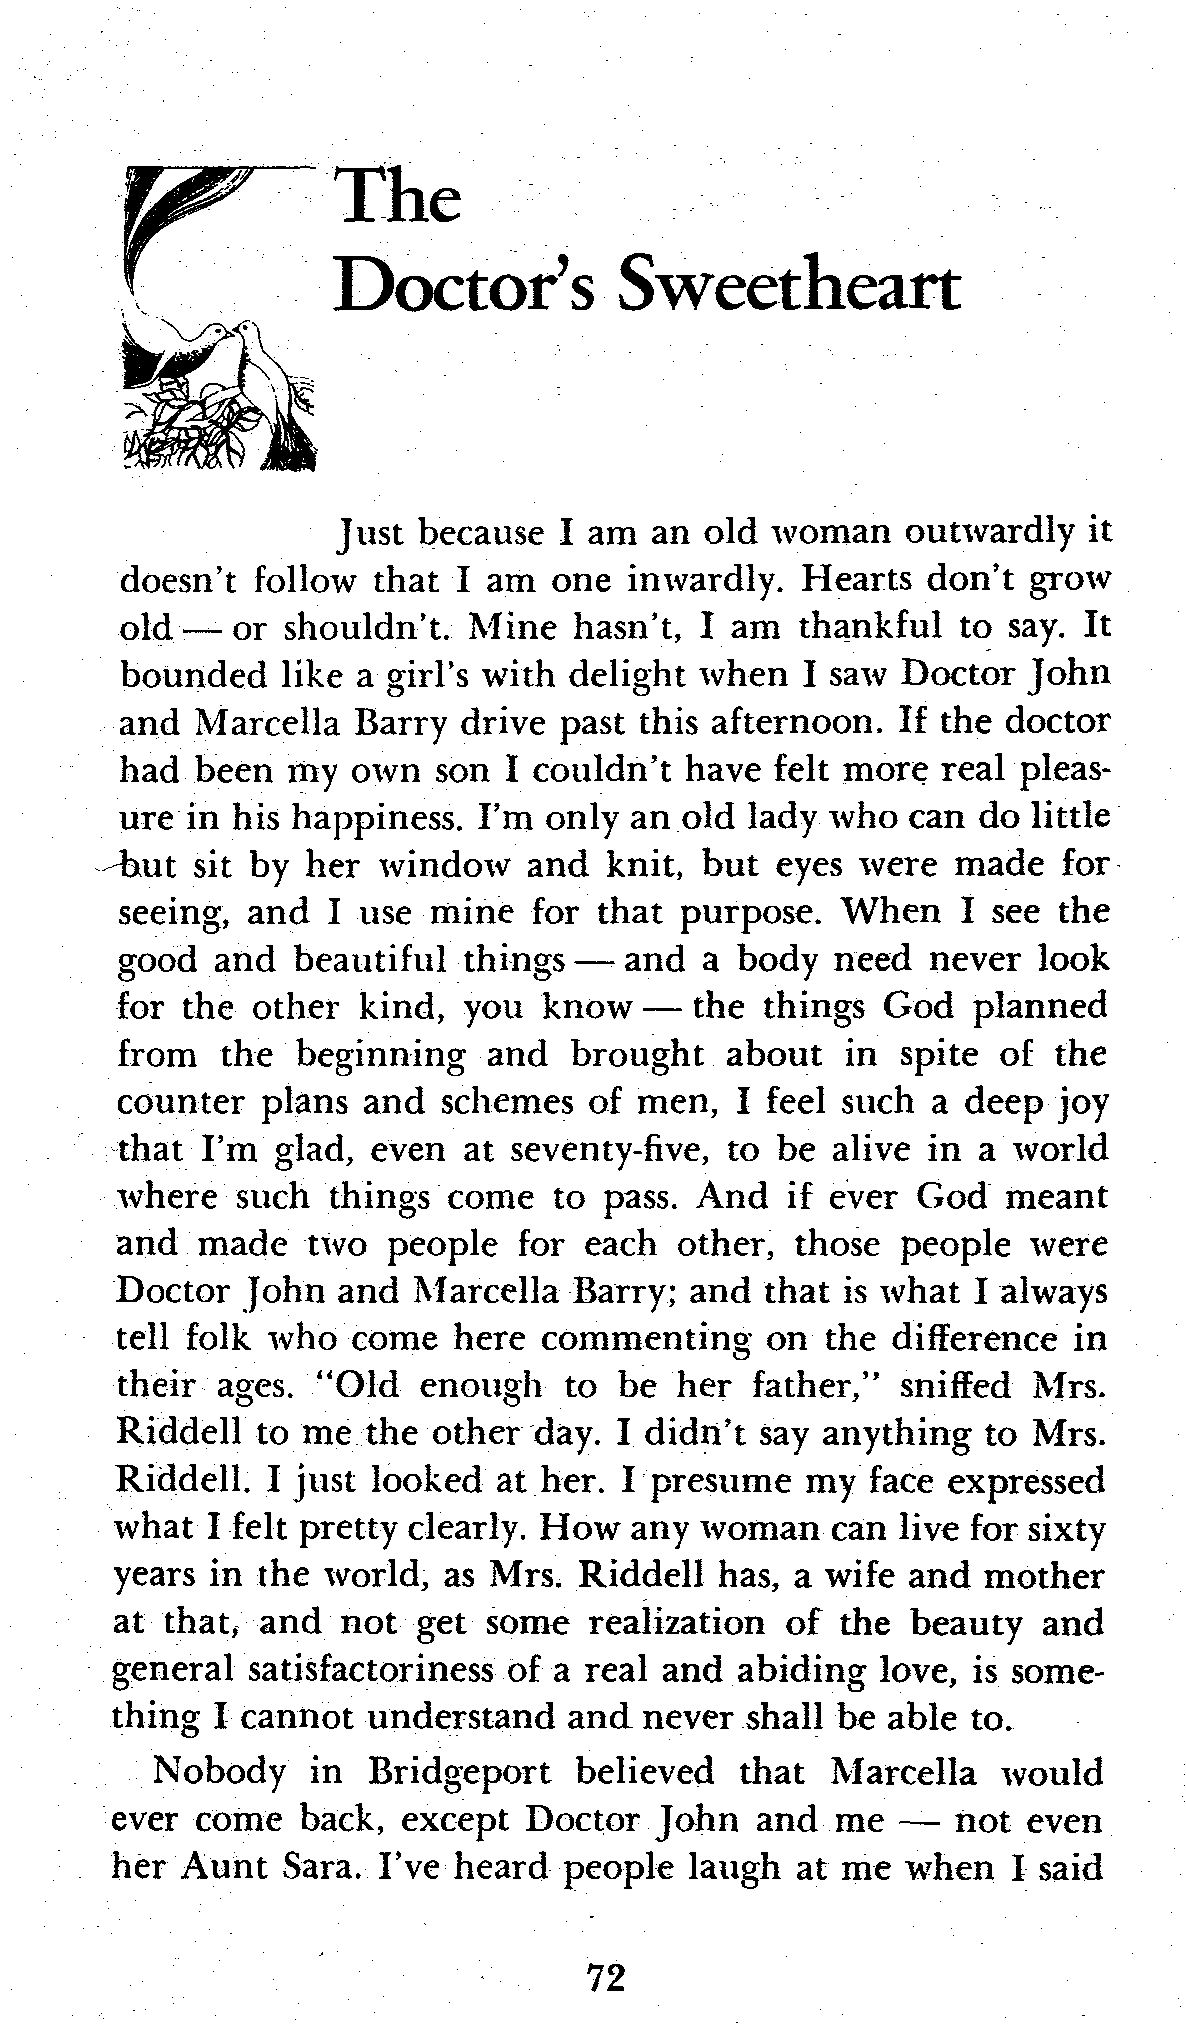 The
Doctor's Sweetheart
Just because I am an old woman outwardly it
doesn't follow that I am one inwardly. Hearts don't grow
old — or shouldn't. Mine hasn't, I am thankful to say. It
bounded like a girl's with delight when I saw Doctor John
and Marcella Barry drive past this afternoon. If the doctor
had been my own son I couldn't have felt more real pleas-
ure in his happiness. I'm only an old lady who can do little
but sit by her window and knit, but eyes were made for
seeing, and I use mine for that purpose. When I see the
good and beautiful things — and a body need never look
for the other kind, you know — the things God planned
from the beginning and brought about in spite of the
counter plans and schemes of men, I feel such a deep joy
that I'm glad, even at seventy-five, to be alive in a world
where such things come to pass. And if ever God meant
and made two people for each other, those people were
Doctor John and Marcella Barry; and that is what I always
tell folk who come here commenting on the difference in
their ages. "Old enough to be her father," sniffed Mrs.
Riddell to me the other day. I didn't say anything to Mrs.
Riddell. I just looked at her. I presume my face expressed
what I felt pretty clearly. How any woman can live for sixty
years in the world, as Mrs. Riddell has, a wife and mother
at that, and not get some realization of the beauty and
general satisfactoriness of a real and abiding love, is some-
thing I cannot understand and never shall be able to.
Nobody in Bridgeport believed that Marcella would
ever come back, except Doctor John and me — not even
her Aunt Sara. I've heard people laugh at me when I said
72